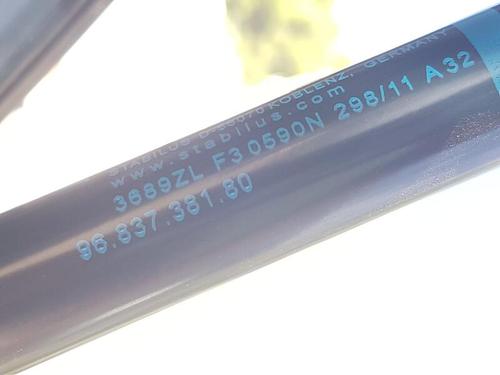 STABILUS D-56070 KOBLENZ, GERMANY
www.stabilus.com
3689ZL F3 0590N 298/11 A32
96.837.381.80